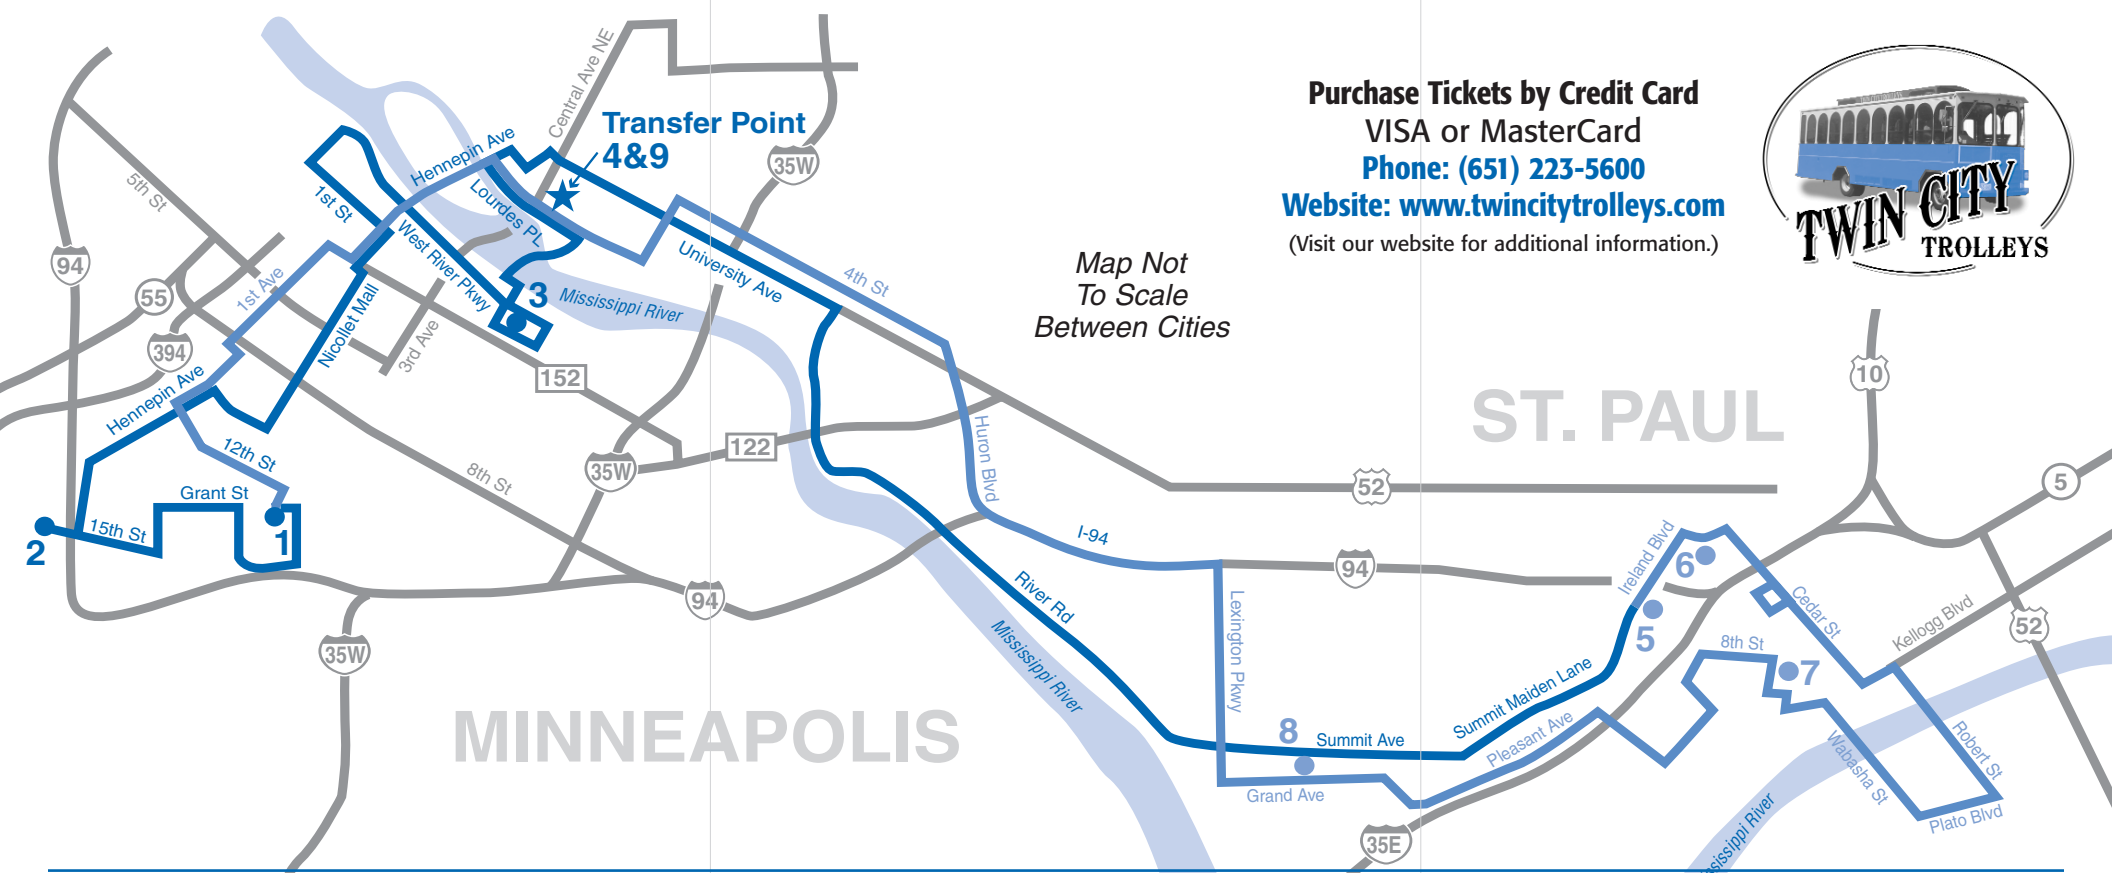 Central Ave NE
Transfer Point
4&9
Hennepin Ave
35W
5th St
1st St
Lourdes PL
West River Pkwy
94
55
1st Ave
394
Nicollet Mall
3rd Ave
3
Mississippi River
University Ave
4th St
152
Hennepin Ave
12th St
8th St
35W
122
Huron Blvd
Grant St
15th St
1
2
94
35W
MINNEAPOLIS
Purchase Tickets by Credit Card
VISA or MasterCard
Phone: (651) 223-5600
Website: www.twincitytrolleys.com
(Visit our website for additional information.)
TWIN CITY
TROLLEYS
Map Not
To Scale
Between Cities
ST. PAUL
10
52
5
I-94
94
Ireland Blvd
6
5
Cedar St
Kellogg Blvd
52
River Rd
Mississippi River
Lexington Pkwy
8th St
7
8
Summit Ave
Summit Maiden Lane
Pleasant Ave
Grand Ave
Wabasha St
Robert St
Plato Blvd
35E
ssissippi River